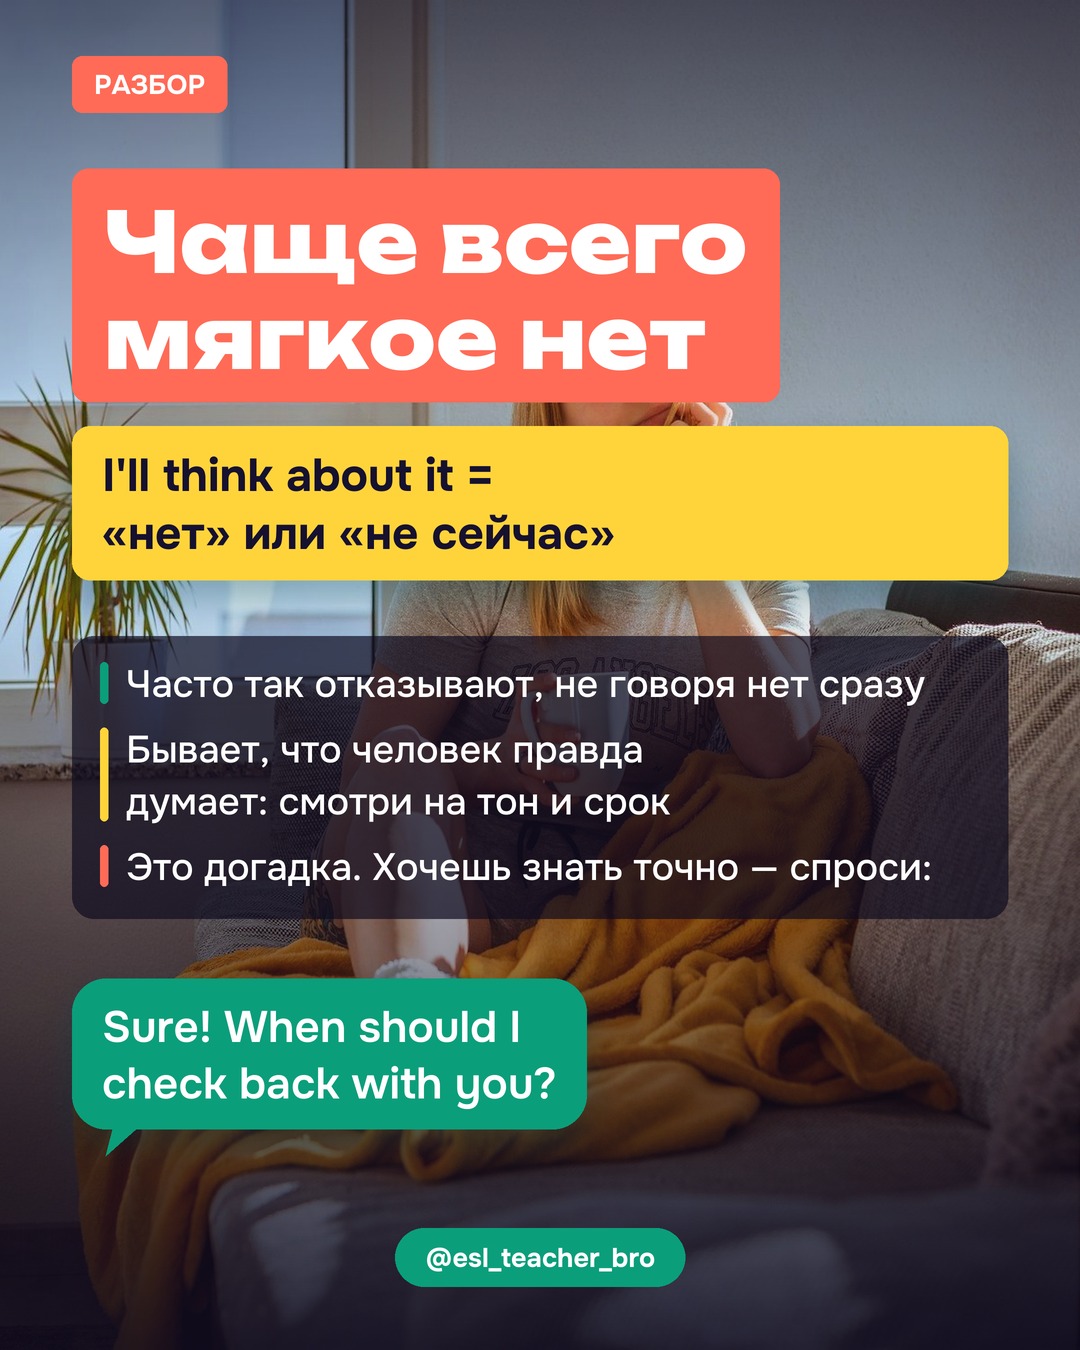 РАЗБОР
Чаще всего
мягкое нет
I'll think about it =
«нет» или «не сейчас»
Часто так отказывают, не говоря нет сразу
Бывает, что человек правда
думает: смотри на тон и срок
Это догадка. Хочешь знать точно — спроси:
Sure! When should I
check back with you?
@esl_teacher_bro